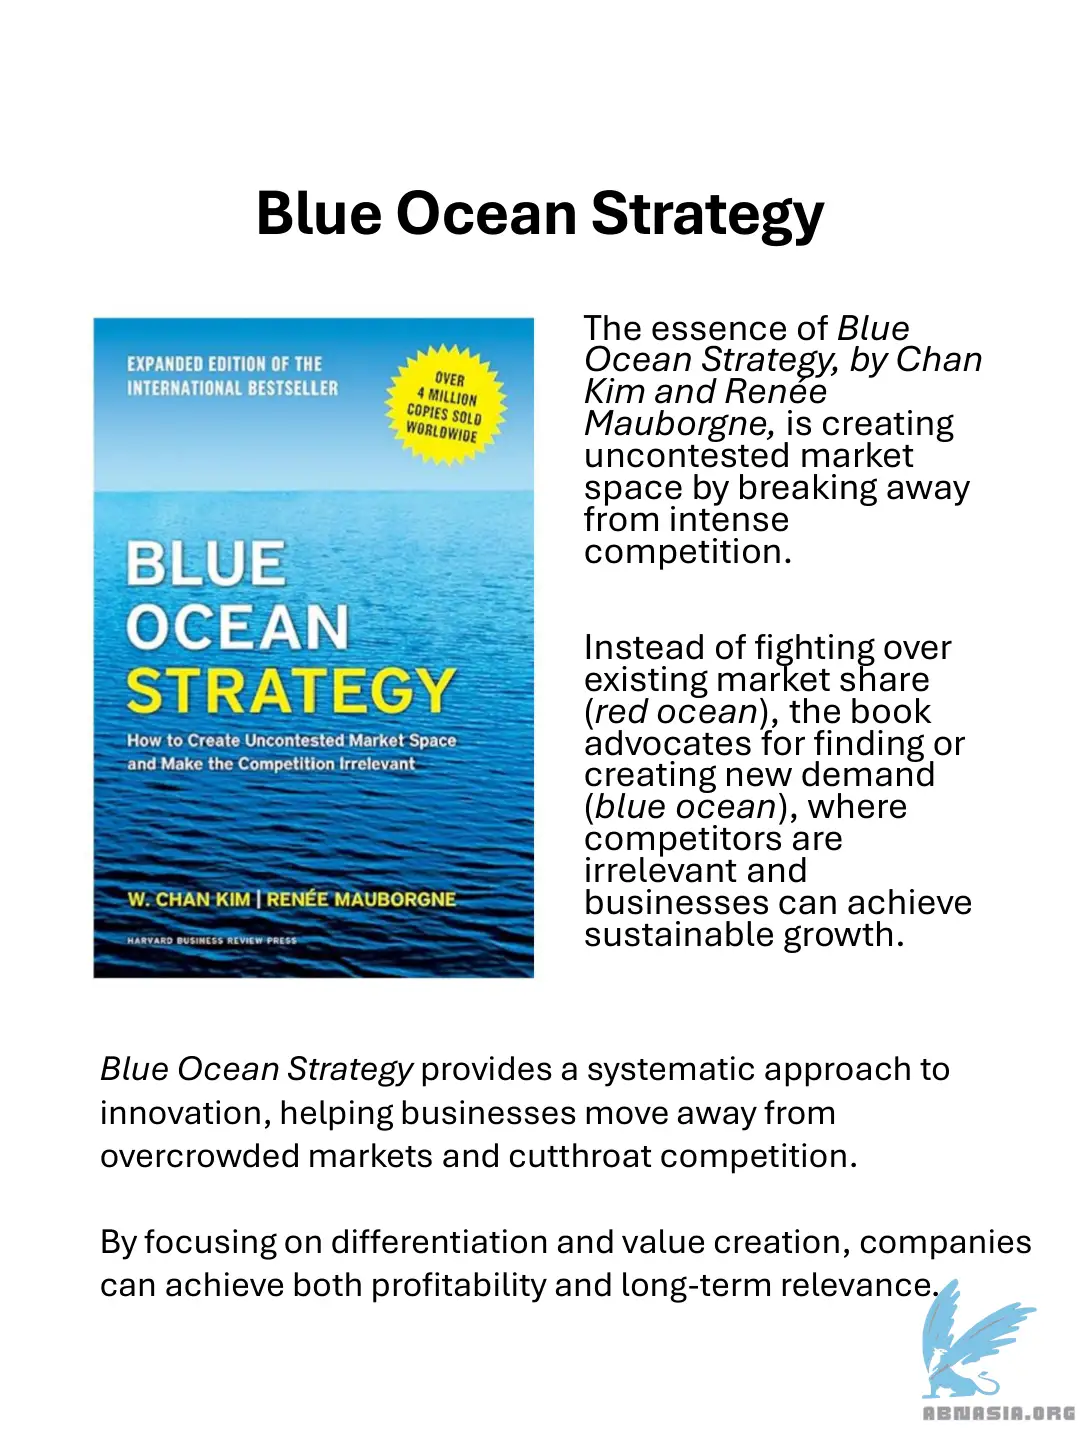 Blue Ocean Strategy
EXPANDED EDITION OF THE
INTERNATIONAL BESTSELLER
OVER
4 MILLION
COPIES SOLD
WORLDWIDE
BLUE
OCEAN
STRATEGY
How to Create Uncontested Market Space
and Make the Competition Irrelevant
W. CHAN KIM | RENÉE MAUBORGNE
HARVARD BUSINESS REVIEW PRESS
The essence of Blue
Ocean Strategy, by Chan
Kim and Renée
Mauborgne, is creating
uncontested market
space by breaking away
from intense
competition.
Instead of fighting over
existing market share
(red ocean), the book
advocates for finding or
creating new demand
(blue ocean), where
competitors are
irrelevant and
businesses can achieve
sustainable growth.
Blue Ocean Strategy provides a systematic approach to
innovation, helping businesses move away from
overcrowded markets and cutthroat competition.
By focusing on differentiation and value creation, companies
can achieve both profitability and long-term relevance.
ABNASIA.ORG